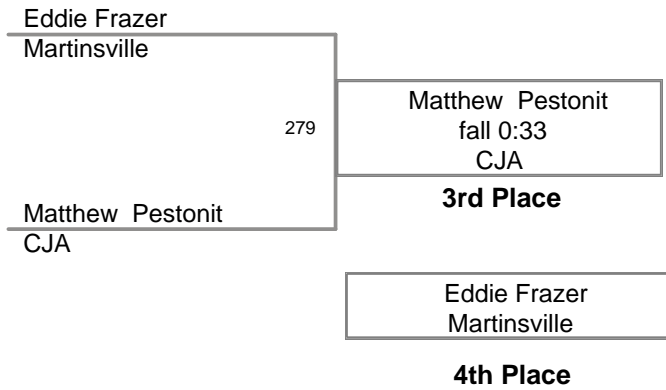 Eddie Frazer
Martinsville
279
Matthew Pestonit
fall 0:33
CJA
3rd Place
Matthew Pestonit
CJA
Eddie Frazer
Martinsville
4th Place